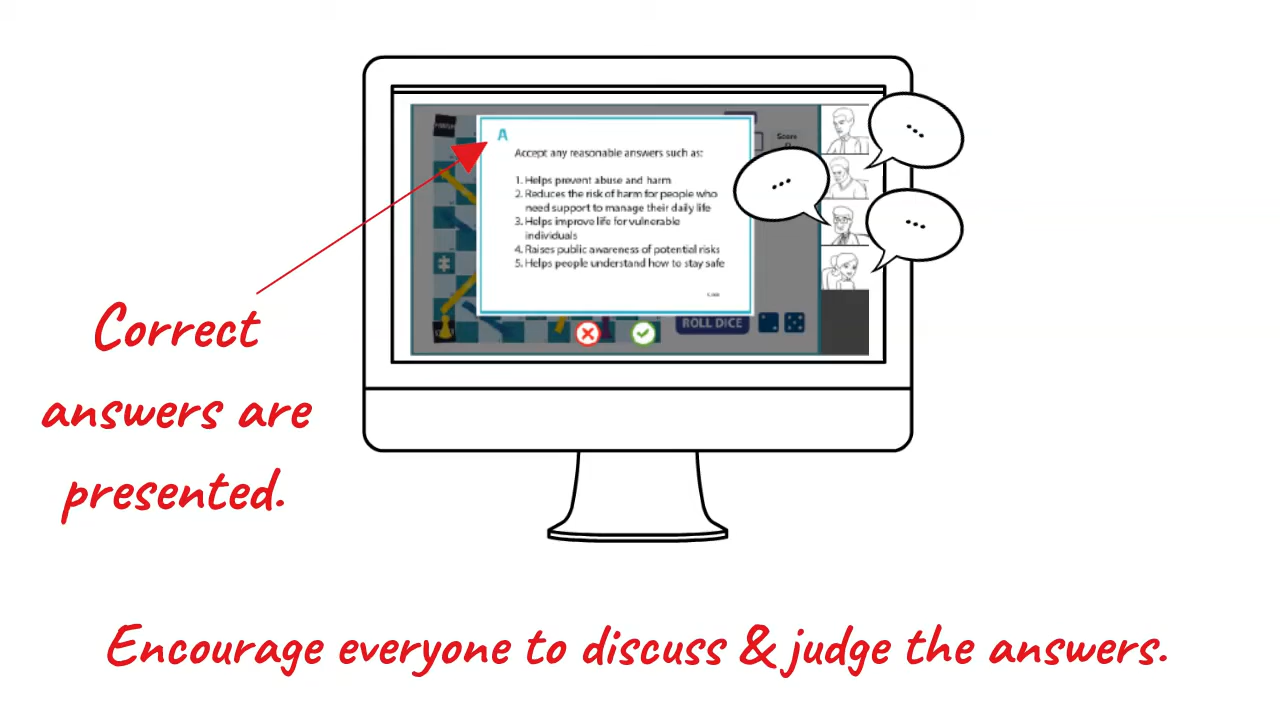 Score
A
Accept any reasonable answers such as:
1. Helps prevent abuse and harm
2. Reduces the risk of harm for people who
need support to manage their daily life
3. Helps improve life for vulnerable
individuals
4. Raises public awareness of potential risks
5. Helps people understand how to stay safe
ROLL DICE
Correct
answers are
presented.
Encourage everyone to discuss & judge the answers.